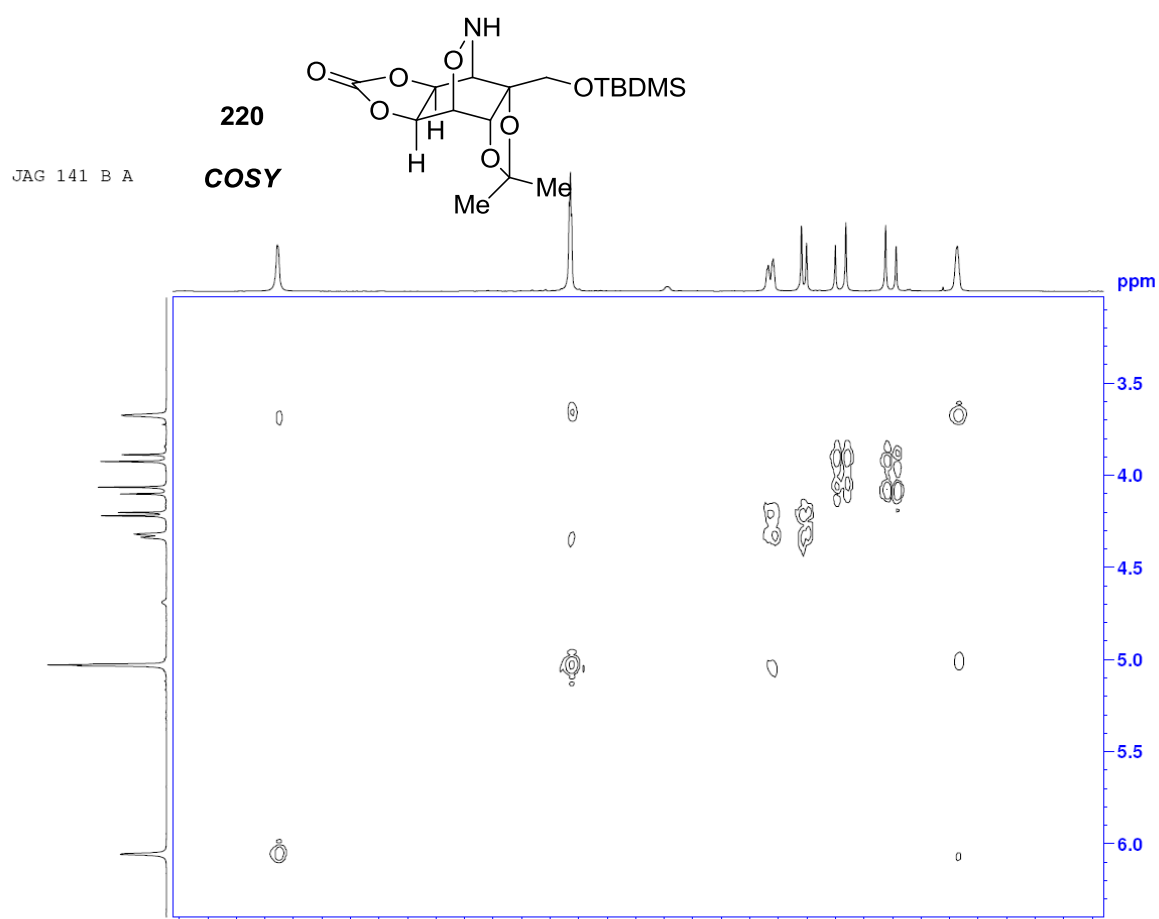 NH
O
O
O
OTBDMS
O
220
O
H
H
O
JAG 141 B A
COSY
Me
Me
ppm
3.5
4.0
4.5
5.0
5.5
6.0